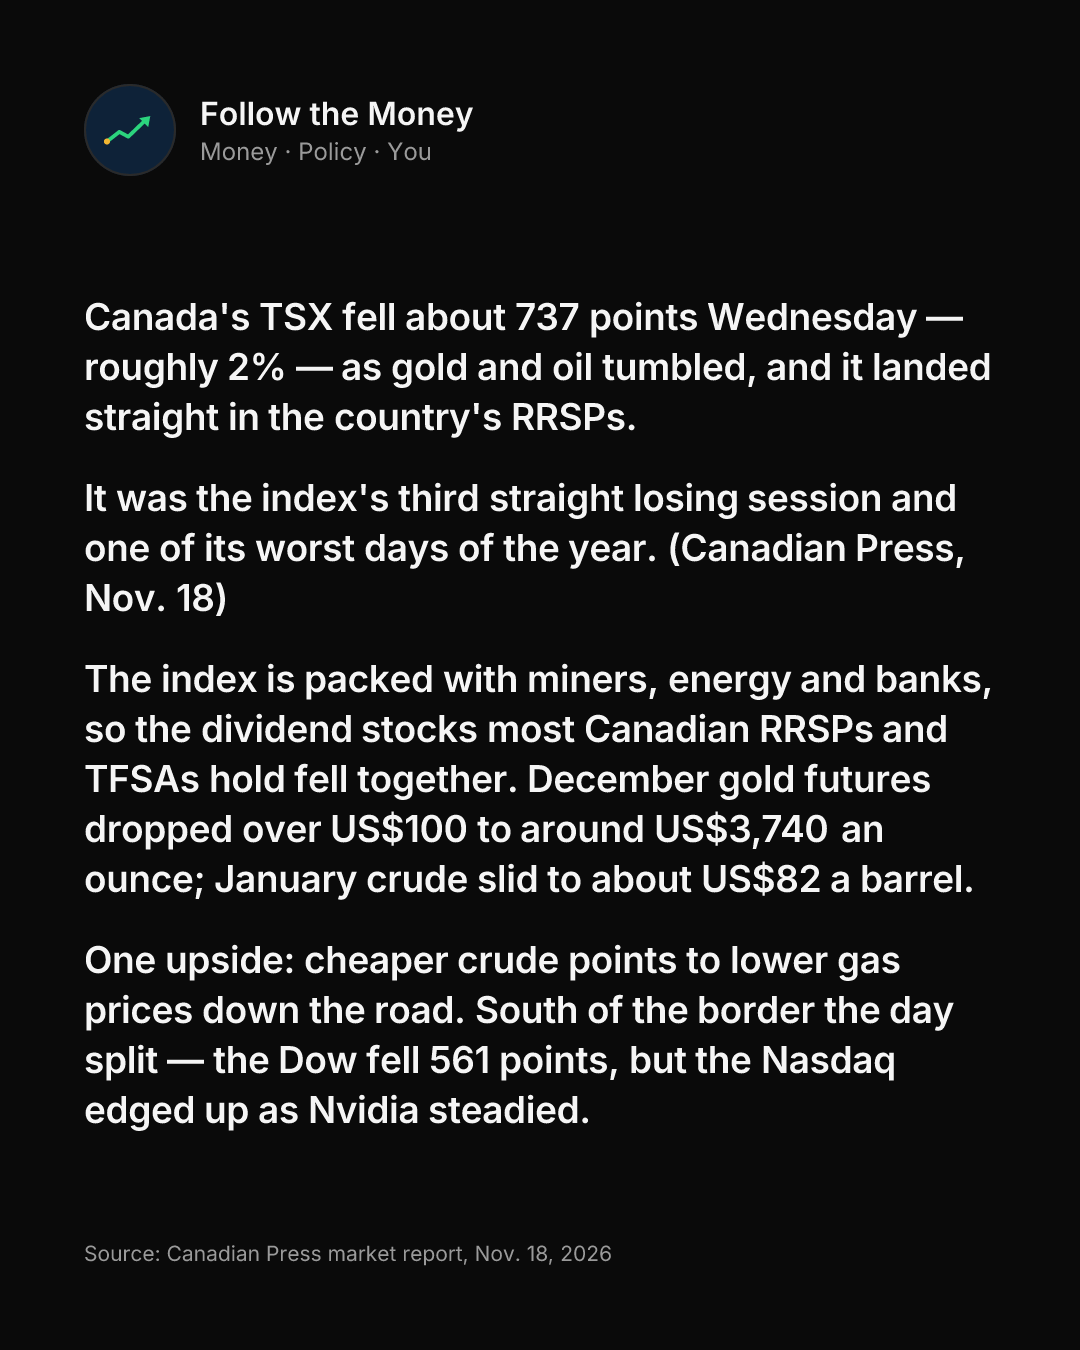 Follow the Money
Money · Policy · You
Canada's TSX fell about 737 points Wednesday —
roughly 2% — as gold and oil tumbled, and it landed
straight in the country's RRSPs.
It was the index's third straight losing session and
one of its worst days of the year. (Canadian Press,
Nov. 18)
The index is packed with miners, energy and banks,
so the dividend stocks most Canadian RRSPs and
TFSAs hold fell together. December gold futures
dropped over US$100 to around US$3,740 an
ounce; January crude slid to about US$82 a barrel.
One upside: cheaper crude points to lower gas
prices down the road. South of the border the day
split — the Dow fell 561 points, but the Nasdaq
edged up as Nvidia steadied.
Source: Canadian Press market report, Nov. 18, 2026